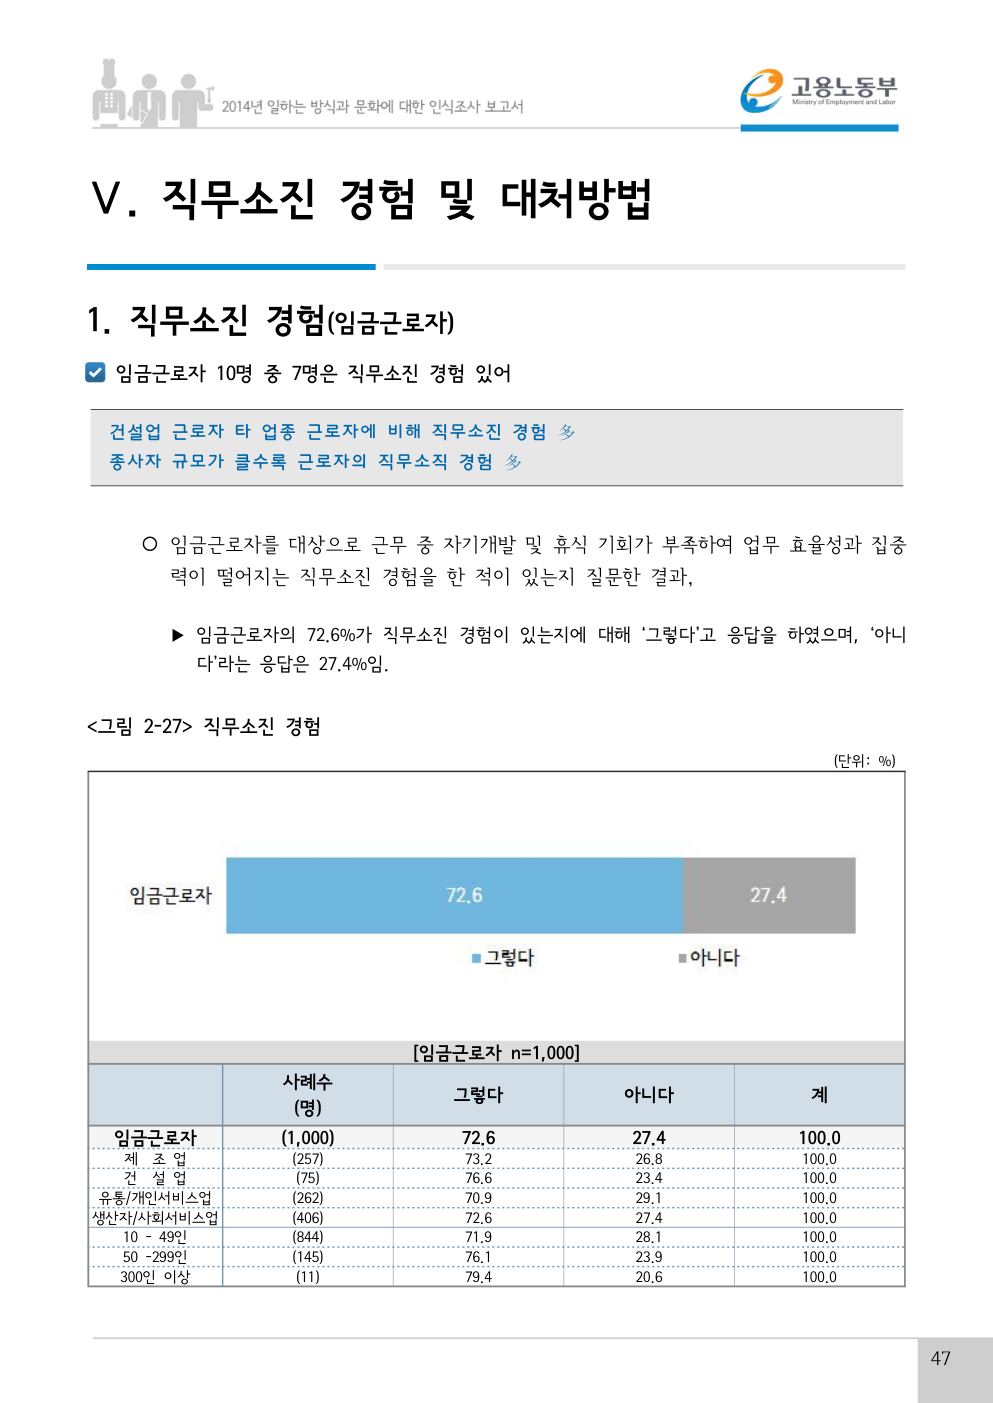 2014년 일하는 방식과 문화에 대한 인식조사 보고서
고용노동부
Ministry of Employment and Labor
Ⅴ. 직무소진 경험 및 대처방법
1. 직무소진 경험(임금근로자)
임금근로자 10명 중 7명은 직무소진 경험 있어
건설업 근로자 타 업종 근로자에 비해 직무소진 경험 多
종사자 규모가 클수록 근로자의 직무소직 경험 多
○ 임금근로자를 대상으로 근무 중 자기개발 및 휴식 기회가 부족하여 업무 효율성과 집중
력이 떨어지는 직무소진 경험을 한 적이 있는지 질문한 결과,
▶ 임금근로자의 72.6%가 직무소진 경험이 있는지에 대해 ‘그렇다’고 응답을 하였으며, ‘아니
다’라는 응답은 27.4%임.
<그림 2-27> 직무소진 경험
(단위: %)
임금근로자 72.6 27.4
■그렇다 ■아니다
[임금근로자 n=1,000]
사례수 (명) 그렇다 아니다 계
임금근로자 (1,000) 72.6 27.4 100.0
제 조 업 (257) 73.2 26.8 100.0
건 설 업 (75) 76.6 23.4 100.0
유통/개인서비스업 (262) 70.9 29.1 100.0
생산자/사회서비스업 (406) 72.6 27.4 100.0
10 - 49인 (844) 71.9 28.1 100.0
50 -299인 (145) 76.1 23.9 100.0
300인 이상 (11) 79.4 20.6 100.0
47